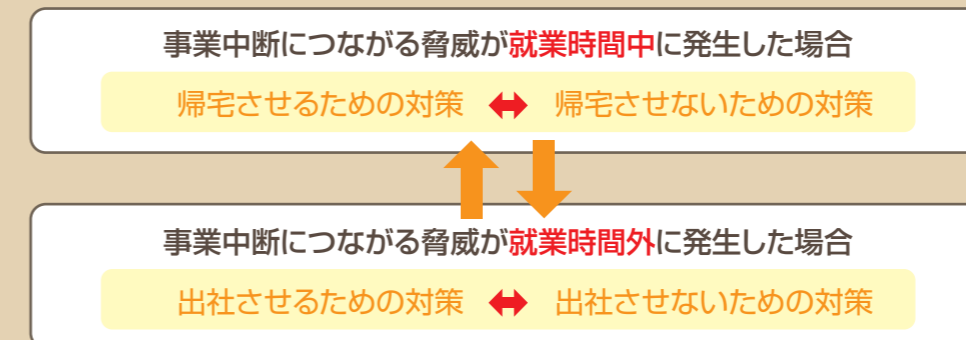 事業中断につながる脅威が就業時間中に発生した場合
帰宅させるための対策 ⬌ 帰宅させないための対策
事業中断につながる脅威が就業時間外に発生した場合
出社させるための対策 ⬌ 出社させないための対策